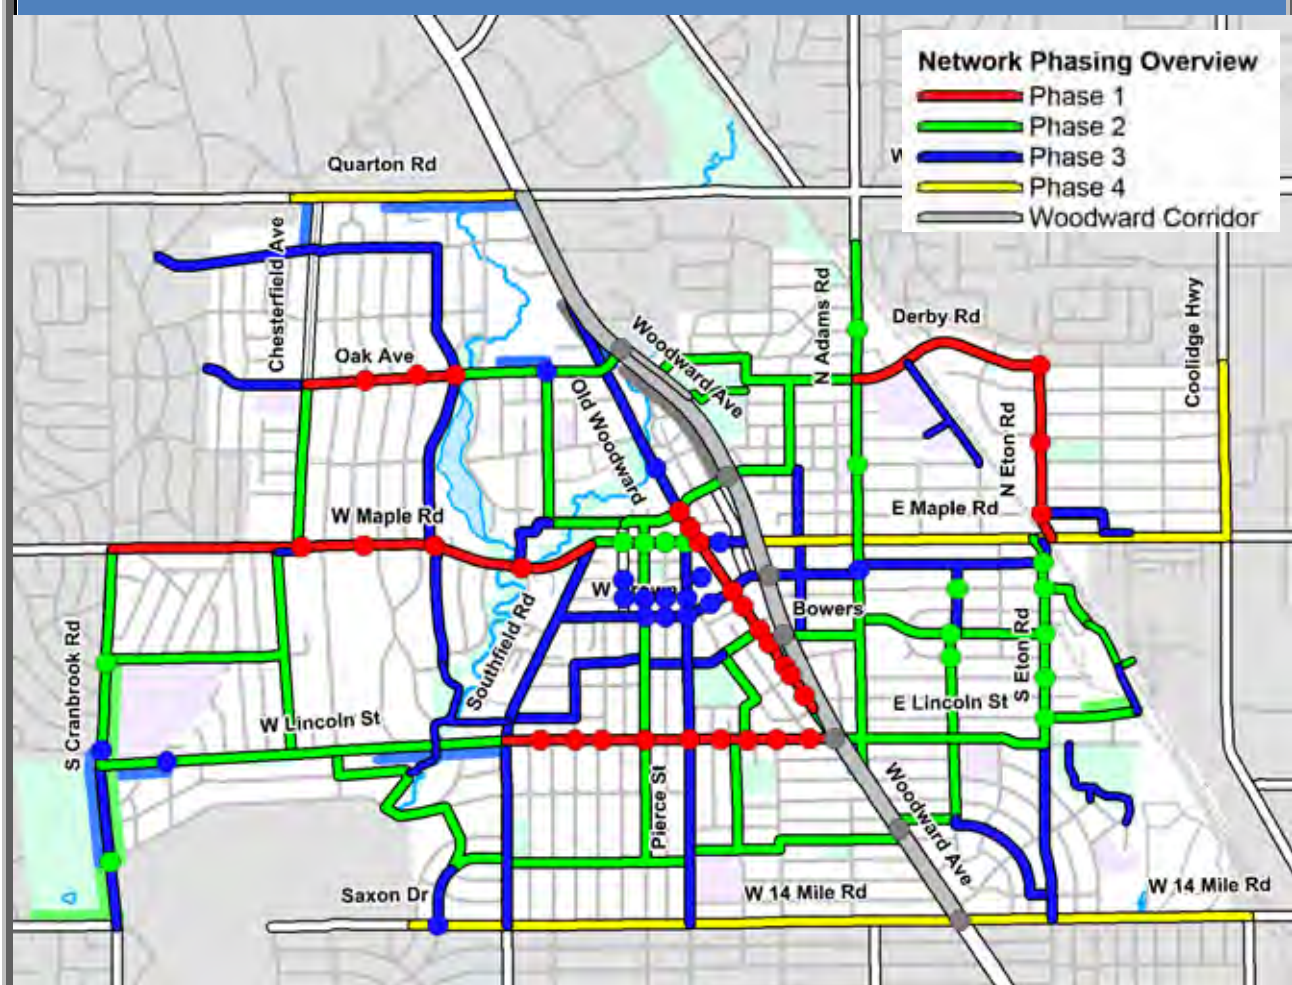 Network Phasing Overview
Phase 1
Phase 2
Phase 3
Phase 4
Woodward Corridor
Quarton Rd
W
Chesterfield Ave
Oak Ave
Woodward Ave
Old Woodward
N Adams Rd
Derby Rd
Coolidge Hwy
N Eton Rd
W Maple Rd
E Maple Rd
W Brown
Bowers
Southfield Rd
S Cranbrook Rd
W Lincoln St
S Eton Rd
E Lincoln St
Pierce St
Woodward Ave
Saxon Dr
W 14 Mile Rd
W 14 Mile Rd